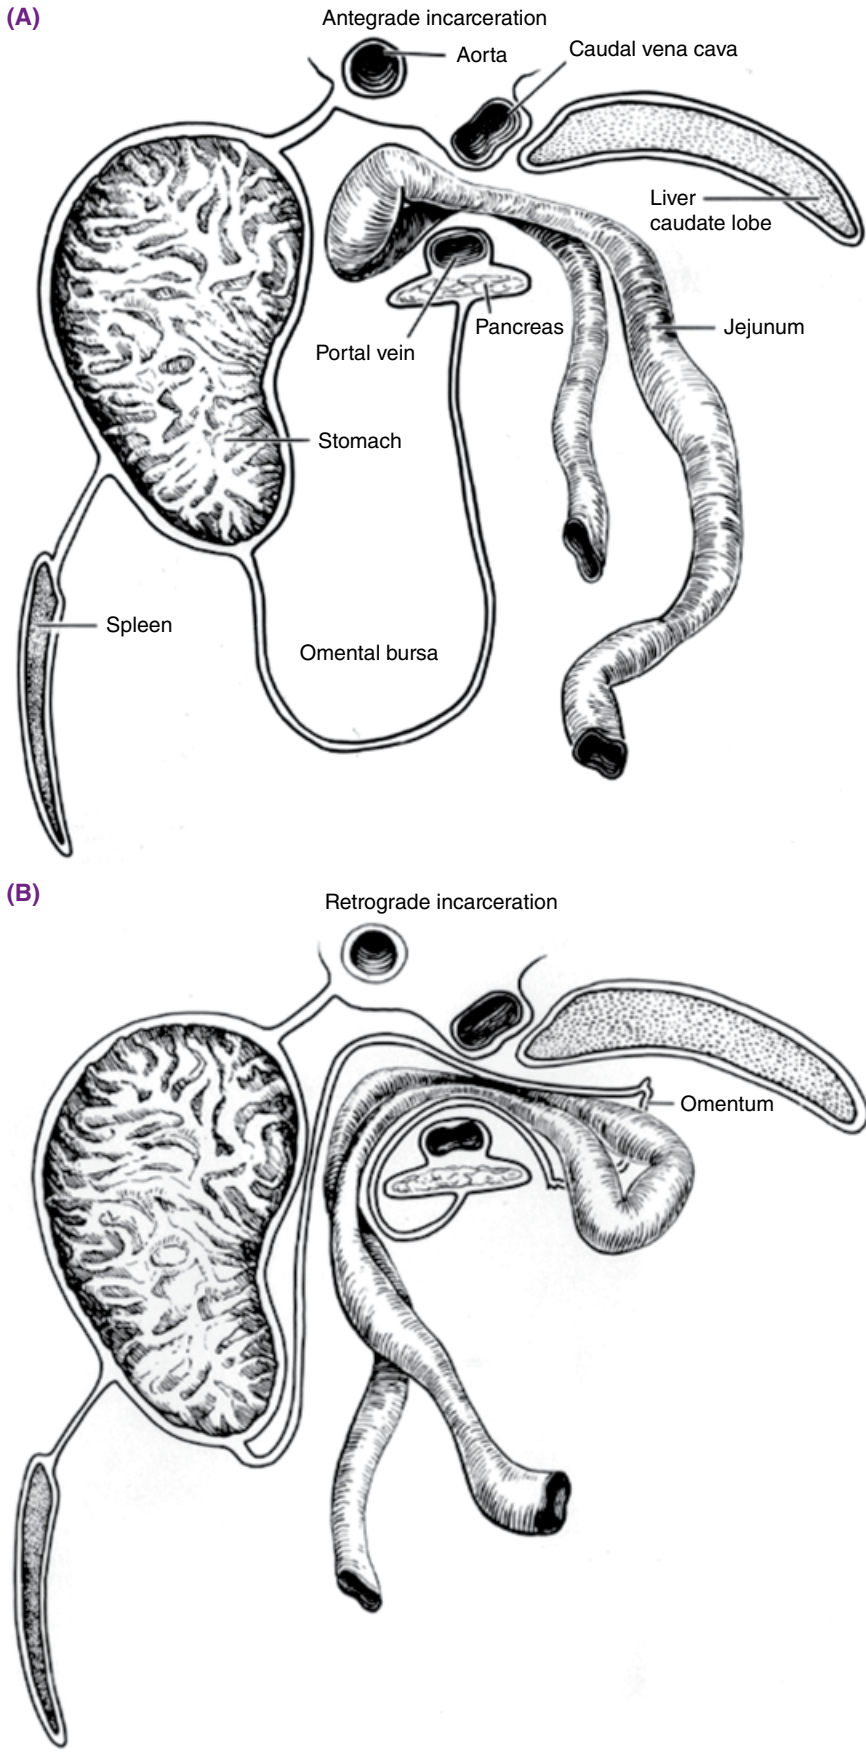 (A)
Antegrade incarceration
Aorta
Caudal vena cava
Liver
caudate lobe
Portal vein
Pancreas
Jejunum
Stomach
Spleen
Omental bursa
(B)
Retrograde incarceration
Omentum